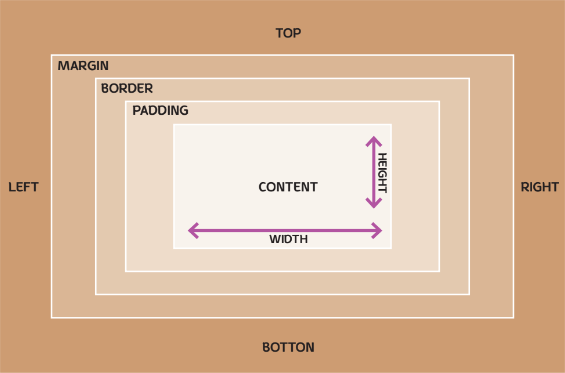 TOP
MARGIN
BORDER
PADDING
HEIGHT
LEFT
CONTENT
RIGHT
WIDTH
BOTTON